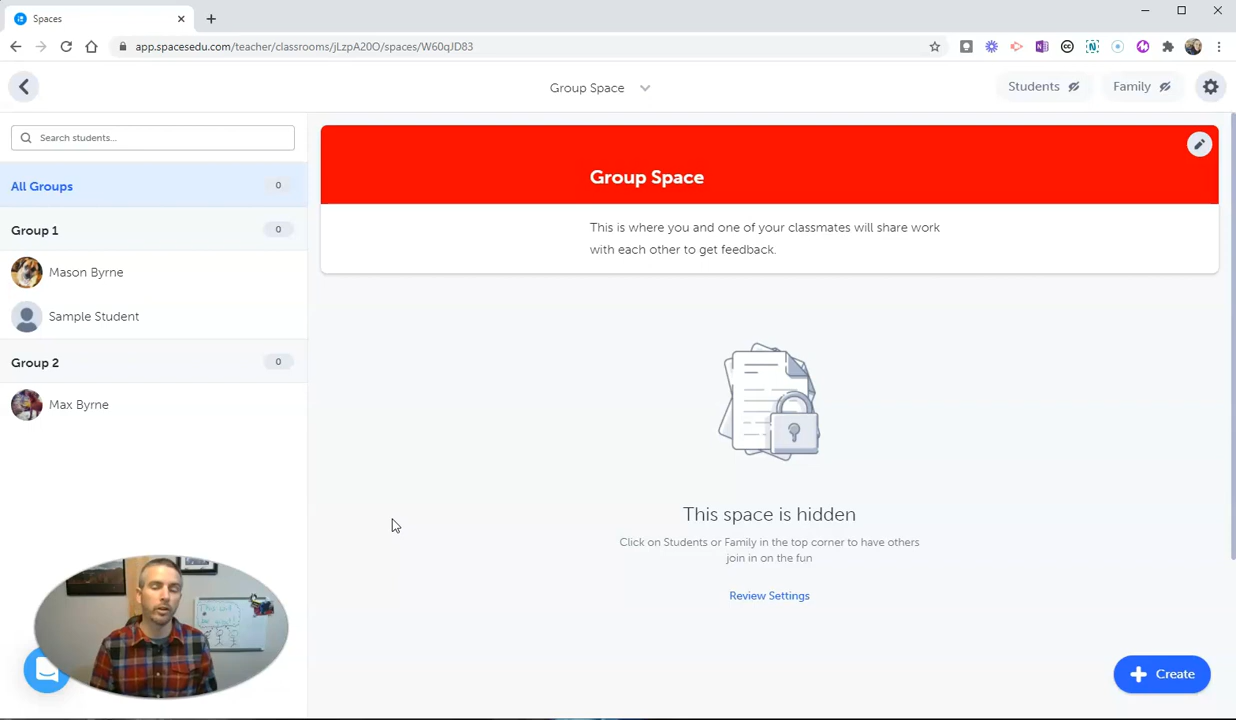 Spaces
app.spacesedu.com/teacher/classrooms/jLzpA20O/spaces/W60qJD83
Group Space
Students
Family
Search students...
All Groups 0
Group 1 0
Mason Byrne
Sample Student
Group 2 0
Max Byrne
Group Space
This is where you and one of your classmates will share work
with each other to get feedback.
This space is hidden
Click on Students or Family in the top corner to have others
join in on the fun
Review Settings
Create